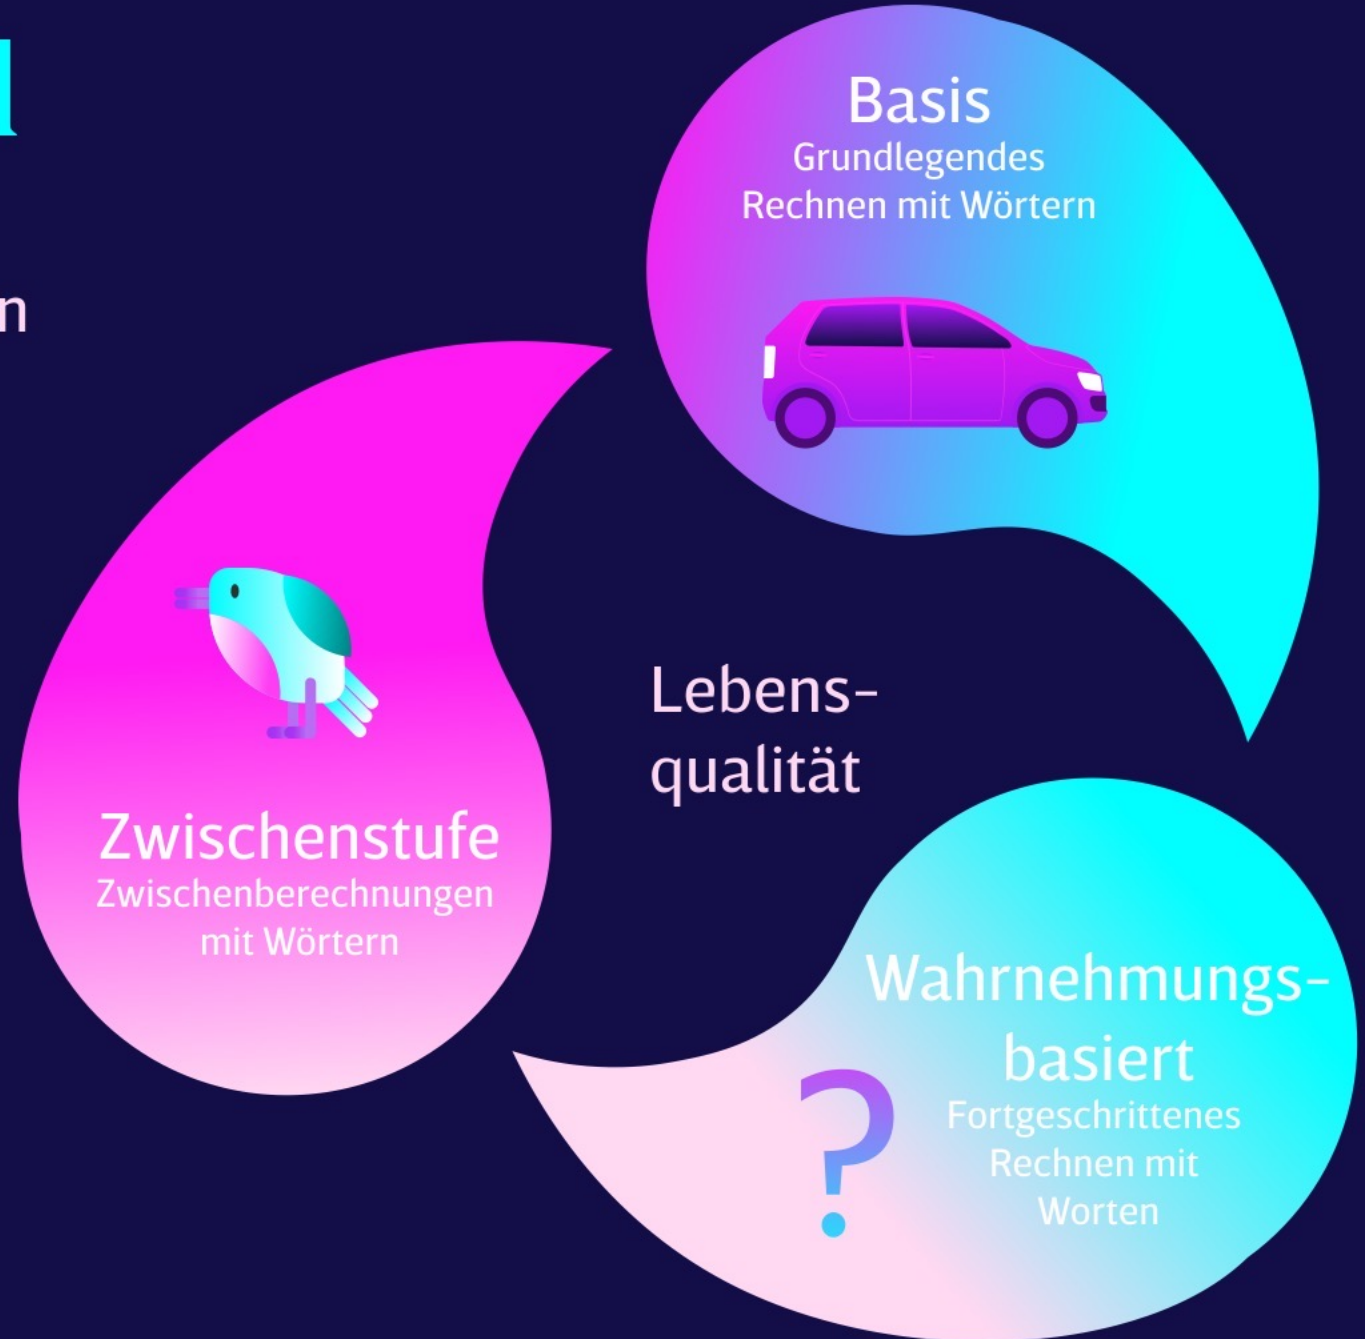 Basis
Grundlegendes
Rechnen mit Wörtern
Zwischenstufe
Zwischenberechnungen
mit Wörtern
Lebens-
qualität
Wahrnehmungs-
basiert
Fortgeschrittenes
Rechnen mit
Worten
?